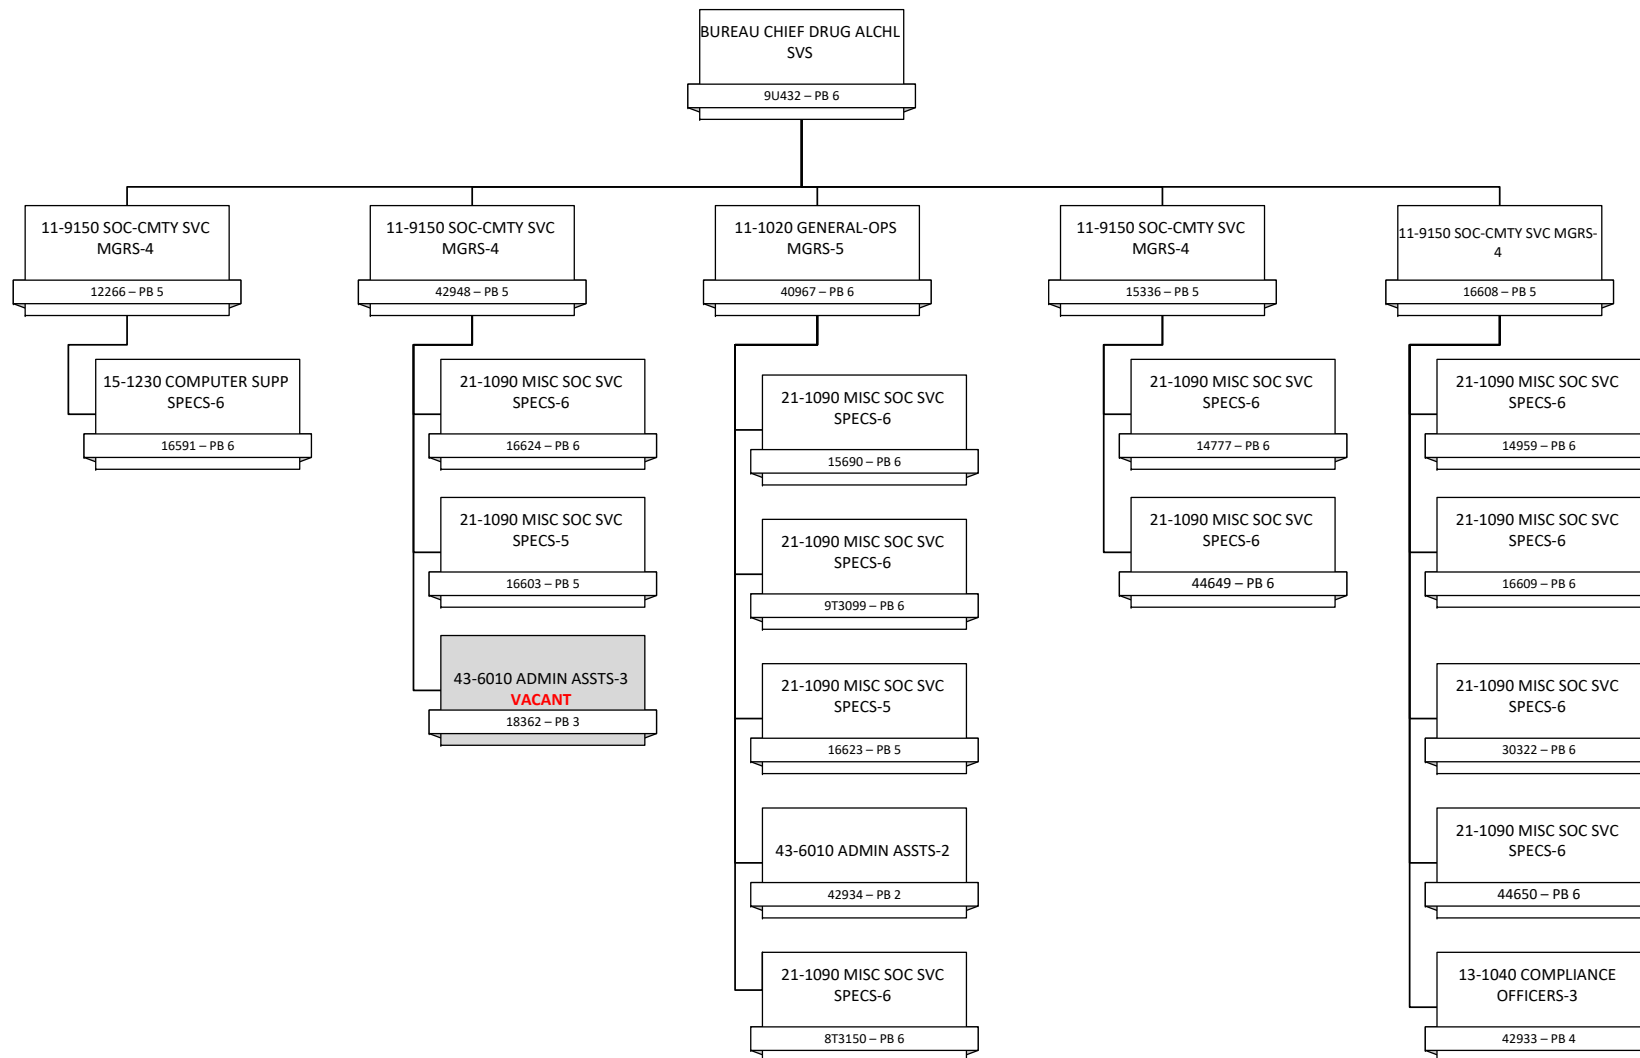 BUREAU CHIEF DRUG ALCHL
SVS
9U432 – PB 6
11-9150 SOC-CMTY SVC
MGRS-4
12266 – PB 5
11-9150 SOC-CMTY SVC
MGRS-4
42948 – PB 5
11-1020 GENERAL-OPS
MGRS-5
40967 – PB 6
11-9150 SOC-CMTY SVC
MGRS-4
15336 – PB 5
11-9150 SOC-CMTY SVC MGRS-
4
16608 – PB 5
15-1230 COMPUTER SUPP
SPECS-6
16591 – PB 6
21-1090 MISC SOC SVC
SPECS-6
16624 – PB 6
21-1090 MISC SOC SVC
SPECS-5
16603 – PB 5
43-6010 ADMIN ASSTS-3
VACANT
18362 – PB 3
21-1090 MISC SOC SVC
SPECS-6
15690 – PB 6
21-1090 MISC SOC SVC
SPECS-6
9T3099 – PB 6
21-1090 MISC SOC SVC
SPECS-5
16623 – PB 5
43-6010 ADMIN ASSTS-2
42934 – PB 2
21-1090 MISC SOC SVC
SPECS-6
8T3150 – PB 6
21-1090 MISC SOC SVC
SPECS-6
14777 – PB 6
21-1090 MISC SOC SVC
SPECS-6
44649 – PB 6
21-1090 MISC SOC SVC
SPECS-6
14959 – PB 6
21-1090 MISC SOC SVC
SPECS-6
16609 – PB 6
21-1090 MISC SOC SVC
SPECS-6
30322 – PB 6
21-1090 MISC SOC SVC
SPECS-6
44650 – PB 6
13-1040 COMPLIANCE
OFFICERS-3
42933 – PB 4